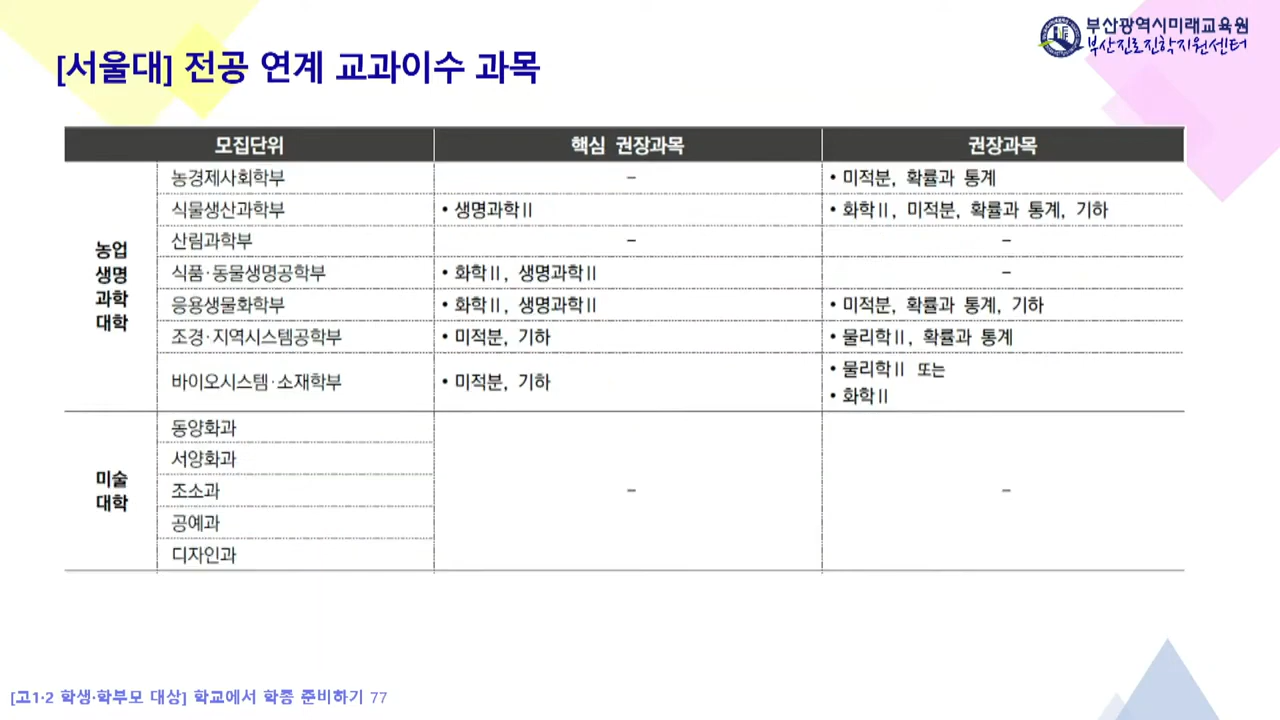 부산광역시미래교육원
부산진로진학지원센터
[서울대] 전공 연계 교과이수 과목
모집단위 핵심 권장과목 권장과목
농업
생명
과학
대학
농경제사회학부 – • 미적분, 확률과 통계
식물생산과학부 • 생명과학Ⅱ • 화학Ⅱ, 미적분, 확률과 통계, 기하
산림과학부 – –
식품·동물생명공학부 • 화학Ⅱ, 생명과학Ⅱ –
응용생물화학부 • 화학Ⅱ, 생명과학Ⅱ • 미적분, 확률과 통계, 기하
조경·지역시스템공학부 • 미적분, 기하 • 물리학Ⅱ, 확률과 통계
바이오시스템·소재학부 • 미적분, 기하 • 물리학Ⅱ 또는
• 화학Ⅱ
미술
대학
동양화과
서양화과
조소과 – –
공예과
디자인과
[고1·2 학생·학부모 대상] 학교에서 학종 준비하기 77